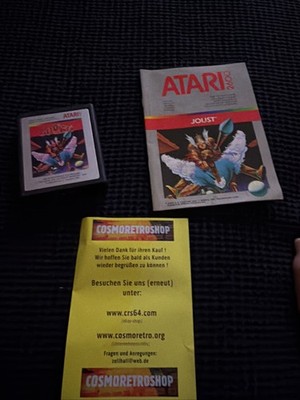 ATARI 2600
JOUST
JOUST
COSMORETROSHOP
Vielen Dank für ihren Kauf !
Wir hoffen Sie bald als Kunden
wieder begrüßen zu können !
Besuchen Sie uns (erneut)
unter:
www.crs64.com
www.cosmoretro.org
Fragen und Anregungen:
COSMORETROSHOP